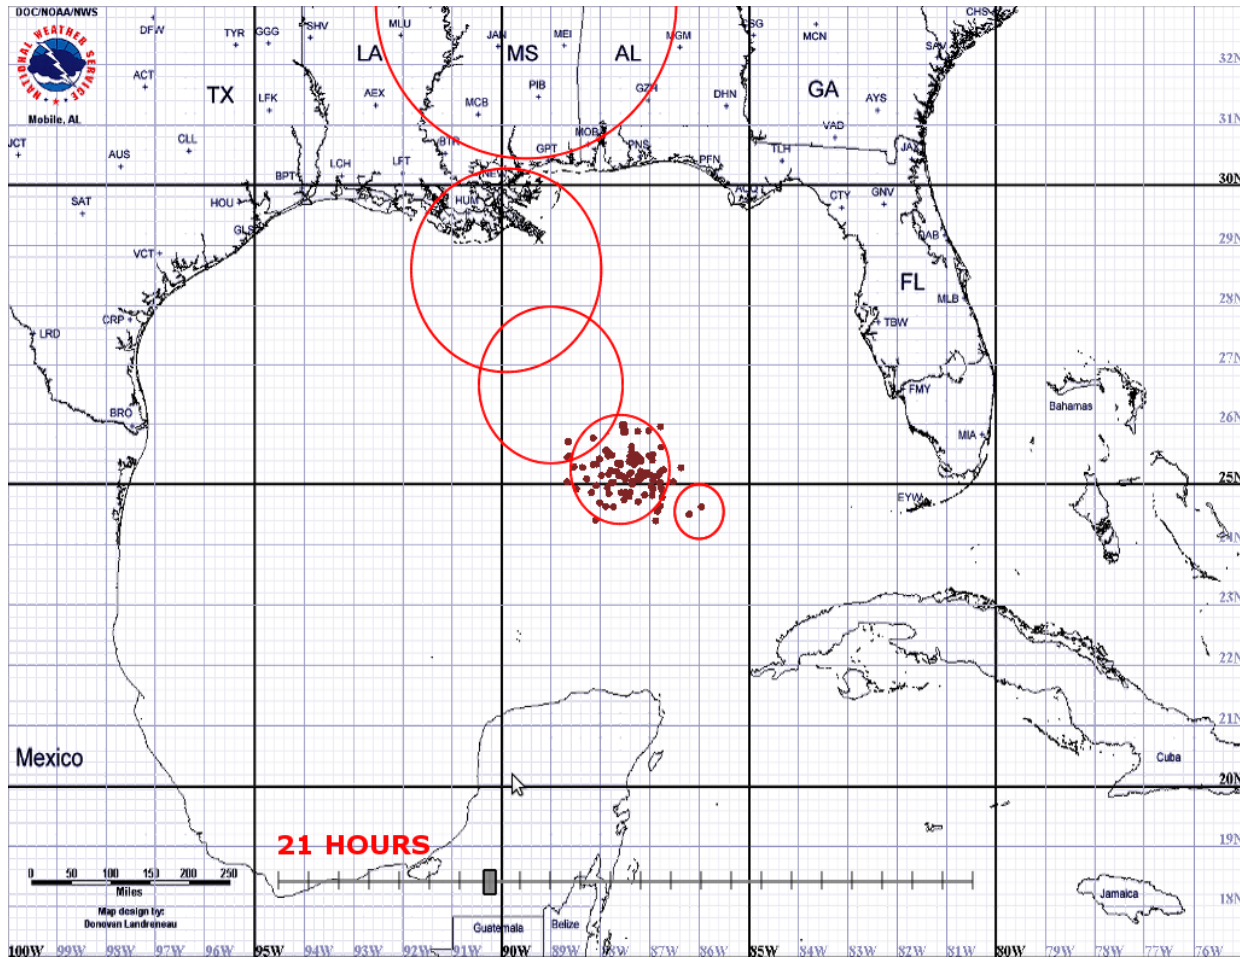 DOC/NOAA/NWS
NATIONAL WEATHER SERVICE
Mobile, AL
DFW
TYR
GGG
SHV
MLU
JAN
MEI
MGM
MCN
CHS
SAV
LA
MS
AL
GA
TX
32N
ACT
LFK
AEX
MCB
PIB
GZH
DHN
AYS
31N
AUS
CLL
BTR
GPT
MOB
PNS
VAD
TLH
LCH
LFT
PFN
BPT
30N
SAT
HOU
HUM
AQQ
CTY
GNV
GLS
29N
VCT
DAB
FL
28N
MLB
CRP
TBW
LRD
27N
FMY
Bahamas
BRO
26N
MIA
25N
EYW
24N
23N
22N
21N
Mexico
Cuba
20N
21 HOURS
19N
0 50 100 150 200 250
Miles
Map design by:
Donovan Landreneau
Guatemala
Belize
Jamaica
18N
100W 99W 98W 97W 96W 95W 94W 93W 92W 91W 90W 89W 88W 87W 86W 85W 84W 83W 82W 81W 80W 79W 78W 77W 76W